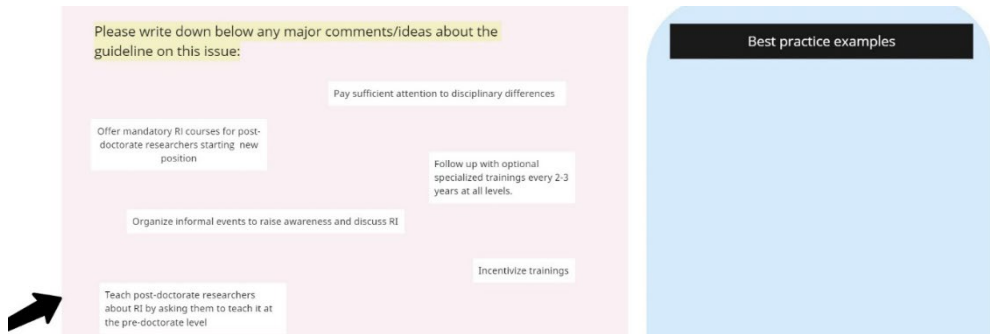 Please write down below any major comments/ideas about the
guideline on this issue:
Pay sufficient attention to disciplinary differences
Offer mandatory RI courses for post-
doctorate researchers starting new
position
Follow up with optional
specialized trainings every 2-3
years at all levels.
Organize informal events to raise awareness and discuss RI
Incentivize trainings
Teach post-doctorate researchers
about RI by asking them to teach it at
the pre-doctorate level
Best practice examples